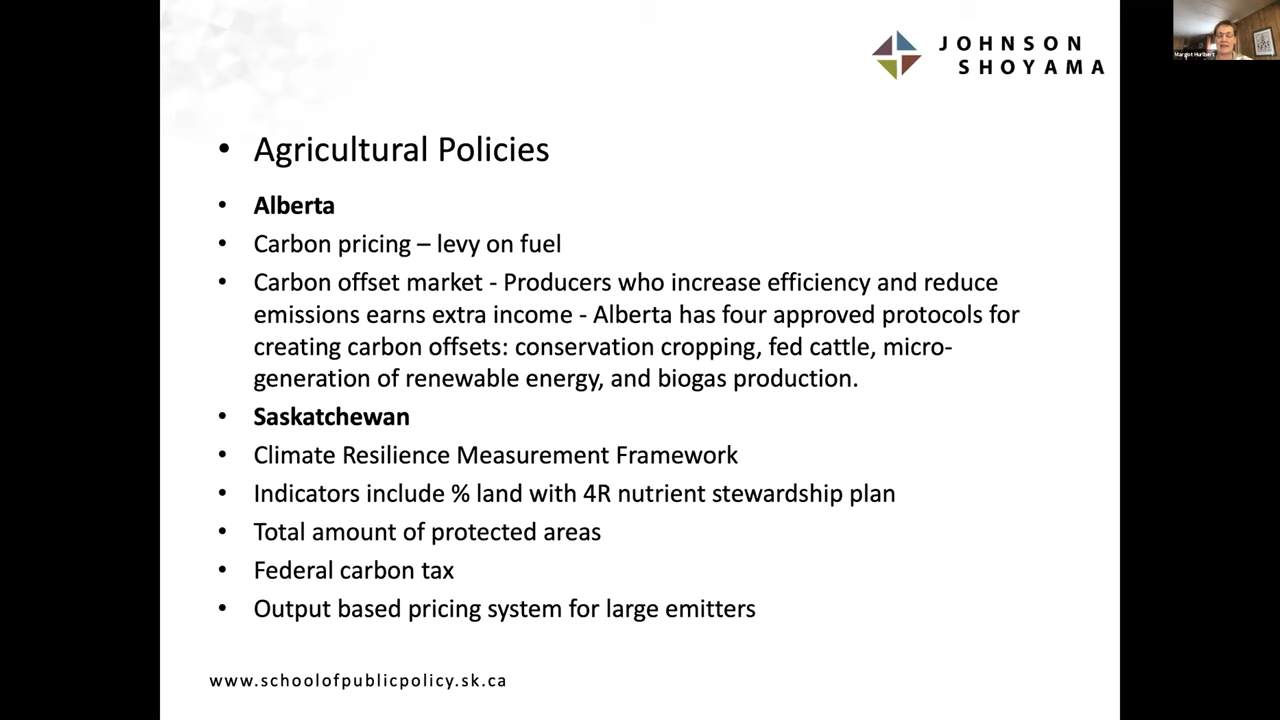 JOHNSON
SHOYAMA
Margot Hurlbert
• Agricultural Policies
• Alberta
• Carbon pricing – levy on fuel
• Carbon offset market - Producers who increase efficiency and reduce
emissions earns extra income - Alberta has four approved protocols for
creating carbon offsets: conservation cropping, fed cattle, micro-
generation of renewable energy, and biogas production.
• Saskatchewan
• Climate Resilience Measurement Framework
• Indicators include % land with 4R nutrient stewardship plan
• Total amount of protected areas
• Federal carbon tax
• Output based pricing system for large emitters
www.schoolofpublicpolicy.sk.ca